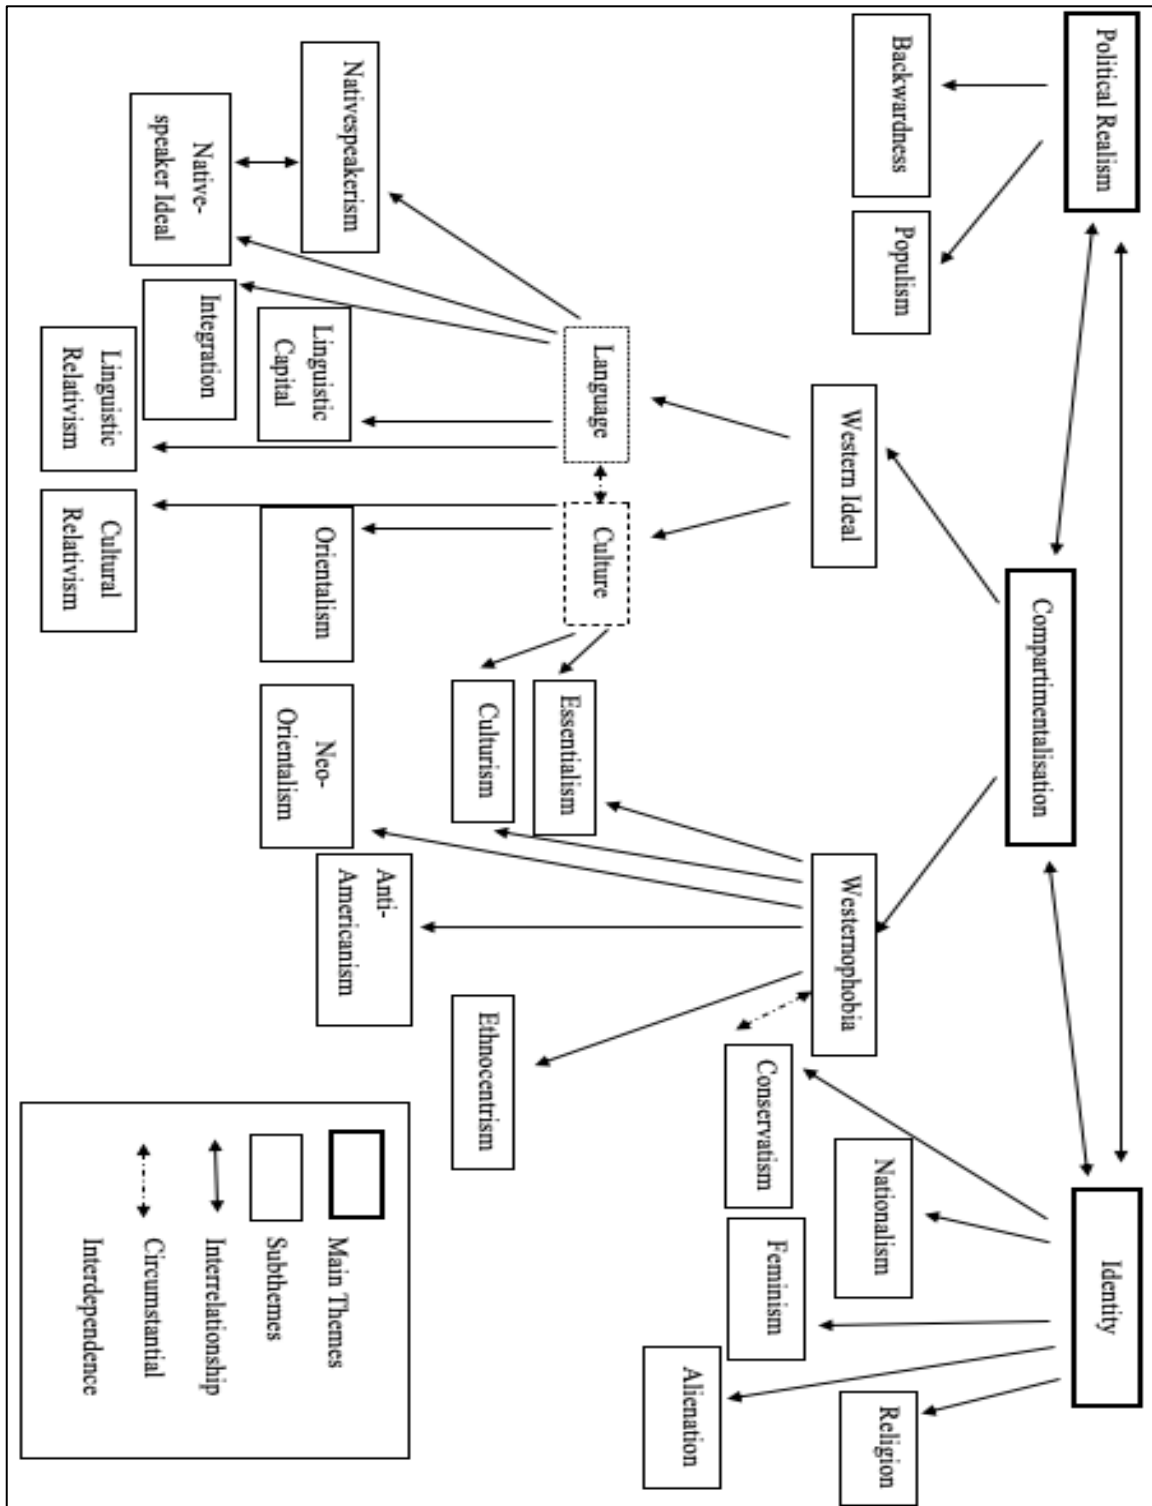 Political Realism
Compartimentalisation
Identity
Backwardness
Populism
Western Ideal
Westernophobia
Conservatism
Nationalism
Feminism
Alienation
Religion
Language
Culture
Essentialism
Culturism
Ethnocentrism
Nativespeakerism
Native-
speaker Ideal
Integration
Linguistic
Capital
Linguistic
Relativism
Cultural
Relativism
Orientalism
Neo-
Orientalism
Anti-
Americanism
Main Themes
Subthemes
Interrelationship
Circumstantial
Interdependence